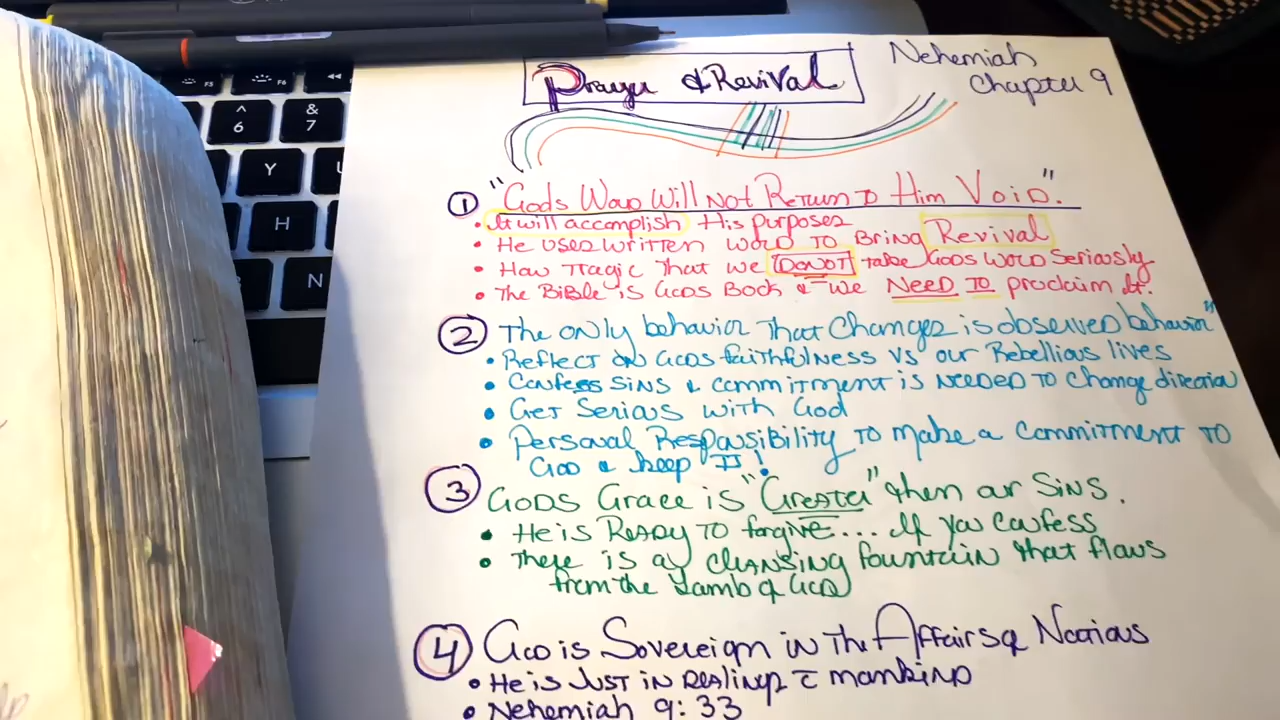 Prayer & Revival
Nehemiah
Chapter 9
① "Gods Word Will Not Return To Him Void."
• It will accomplish His purposes
• He uses written word to Bring Revival
• How Tragic That we DO NOT take Gods word Seriously
• The Bible is Gods Book & we NEED TO proclaim It.
② The only behavior That Changes is observed behavior"
• Reflect on Gods faithfulness vs our Rebellious lives
• Confess sins & commitment is needed to change direction
• Get Serious with God
• Personal Responsibility to make a commitment to
God & keep IT!
③ Gods Grace is "Greater" then our Sins.
• He is Ready to forgive... If you confess
• There is a cleansing fountain that flows
from the Lamb of God
④ God is Sovereign in The Affairs of Nations
• He is Just in dealings c̄ mankind
• Nehemiah 9:33
F5
F6
^
6
&
7
Y
H
N